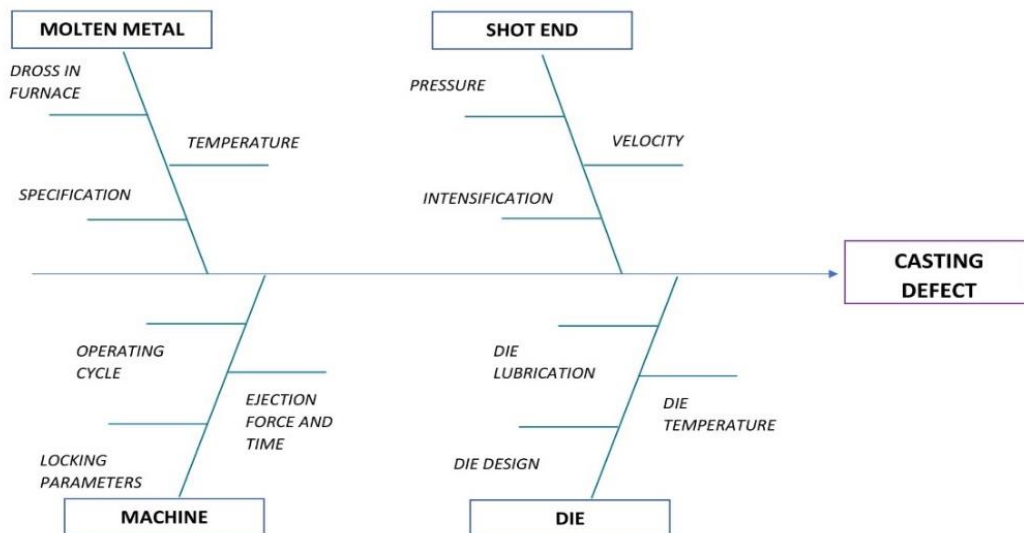 MOLTEN METAL
SHOT END
DROSS IN
FURNACE
TEMPERATURE
SPECIFICATION
PRESSURE
VELOCITY
INTENSIFICATION
CASTING
DEFECT
OPERATING
CYCLE
EJECTION
FORCE AND
TIME
LOCKING
PARAMETERS
MACHINE
DIE
LUBRICATION
DIE
TEMPERATURE
DIE DESIGN
DIE